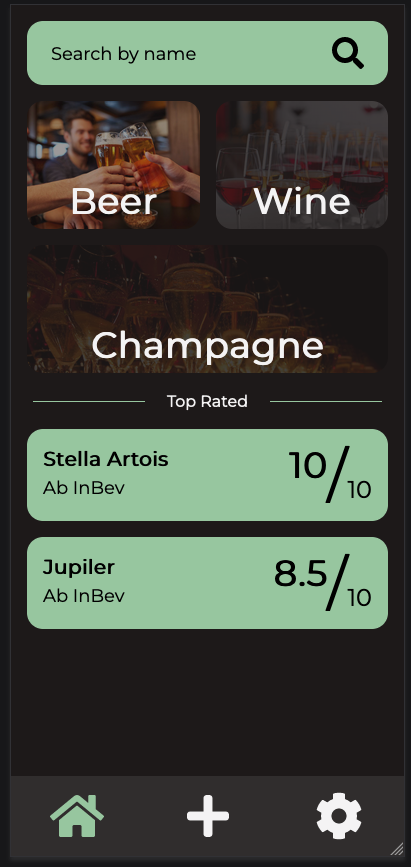 Search by name
Beer
Wine
Champagne
Top Rated
Stella Artois
10/10
Ab InBev
Jupiler
8.5/10
Ab InBev